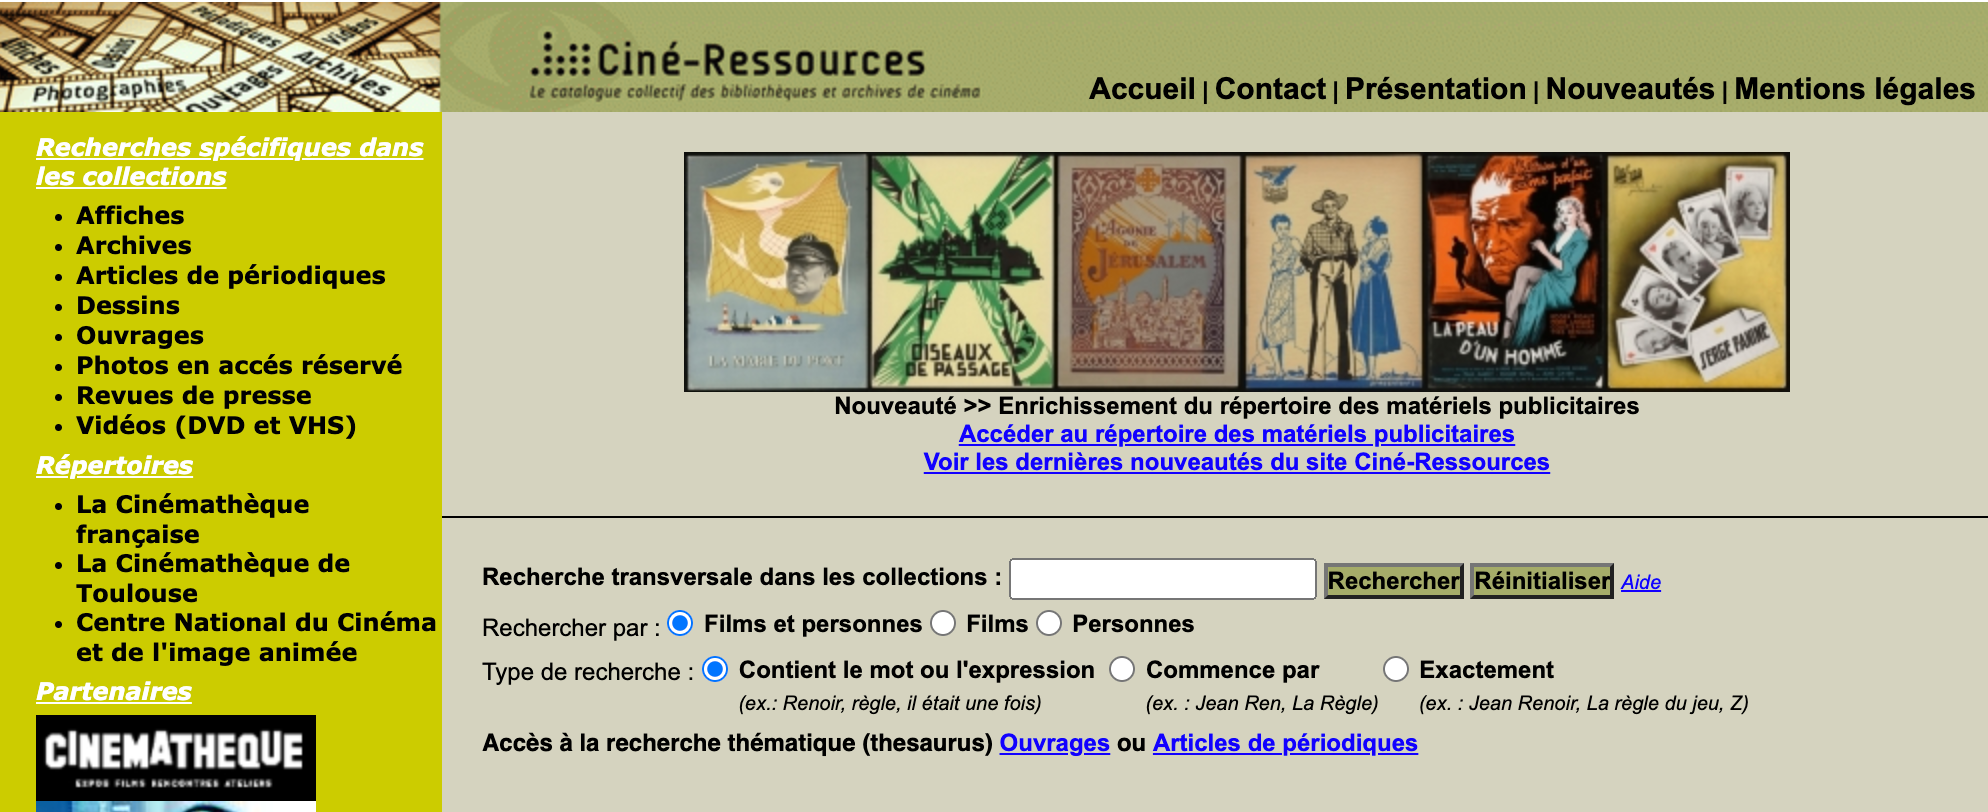 Affiches
Dessins
Périodiques
Vidéos
Archives
Photographies
Ouvrages
Ciné-Ressources
Le catalogue collectif des bibliothèques et archives de cinéma
Accueil | Contact | Présentation | Nouveautés | Mentions légales
Recherches spécifiques dans
les collections
• Affiches
• Archives
• Articles de périodiques
• Dessins
• Ouvrages
• Photos en accés réservé
• Revues de presse
• Vidéos (DVD et VHS)
Répertoires
• La Cinémathèque
française
• La Cinémathèque de
Toulouse
• Centre National du Cinéma
et de l'image animée
Partenaires
CINEMATHEQUE
EXPOS FILMS RENCONTRES ATELIERS
LA MARIE DU PORT
OISEAUX
DE PASSAGE
L'AGONIE
DE
JÉRUSALEM
LA PEAU
D'UN HOMME
SERGE PANINE
Nouveauté >> Enrichissement du répertoire des matériels publicitaires
Accéder au répertoire des matériels publicitaires
Voir les dernières nouveautés du site Ciné-Ressources
Recherche transversale dans les collections : Rechercher Réinitialiser Aide
Rechercher par : Films et personnes Films Personnes
Type de recherche : Contient le mot ou l'expression Commence par Exactement
(ex.: Renoir, règle, il était une fois) (ex. : Jean Ren, La Règle) (ex. : Jean Renoir, La règle du jeu, Z)
Accès à la recherche thématique (thesaurus) Ouvrages ou Articles de périodiques